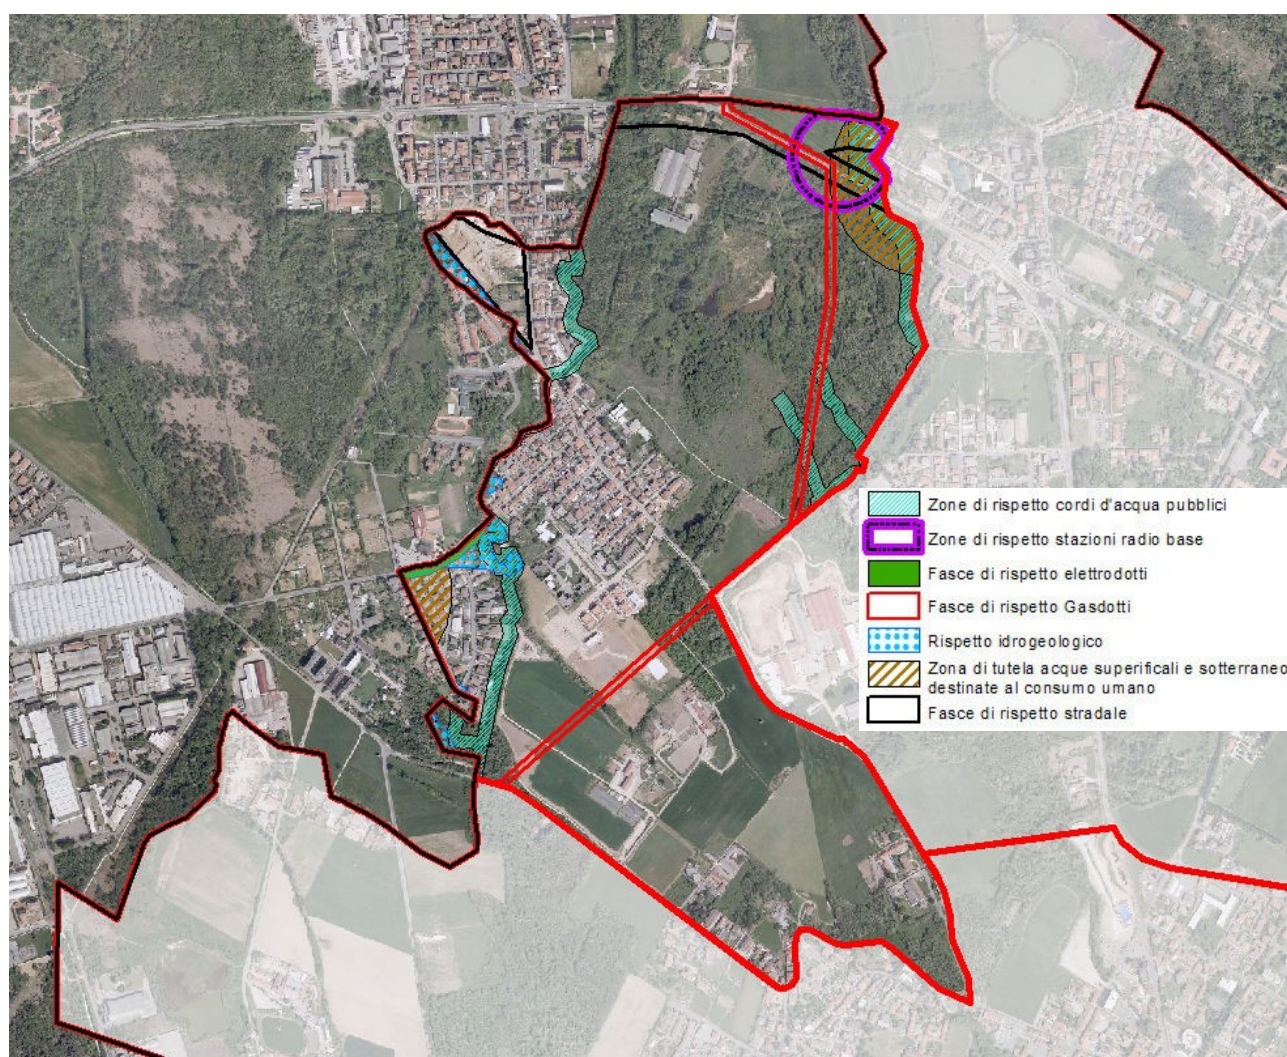 Zone di rispetto cordi d'acqua pubblici
Zone di rispetto stazioni radio base
Fasce di rispetto elettrodotti
Fasce di rispetto Gasdotti
Rispetto idrogeologico
Zona di tutela acque superificali e sotterraneo
destinate al consumo umano
Fasce di rispetto stradale